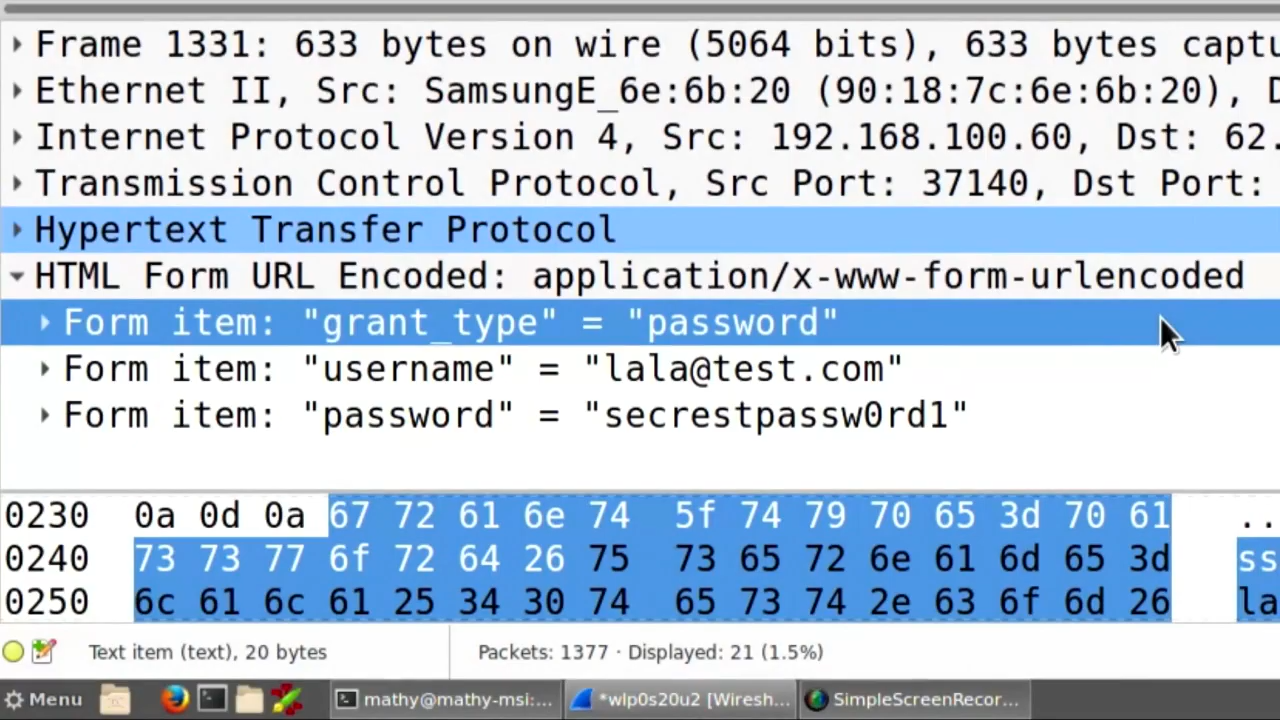 Frame 1331: 633 bytes on wire (5064 bits), 633 bytes captu
Ethernet II, Src: SamsungE_6e:6b:20 (90:18:7c:6e:6b:20), D
Internet Protocol Version 4, Src: 192.168.100.60, Dst: 62.
Transmission Control Protocol, Src Port: 37140, Dst Port:
Hypertext Transfer Protocol
HTML Form URL Encoded: application/x-www-form-urlencoded
Form item: "grant_type" = "password"
Form item: "username" = "lala@test.com"
Form item: "password" = "secrestpassw0rd1"
0230 0a 0d 0a 67 72 61 6e 74 5f 74 79 70 65 3d 70 61 ..
0240 73 73 77 6f 72 64 26 75 73 65 72 6e 61 6d 65 3d ss
0250 6c 61 6c 61 25 34 30 74 65 73 74 2e 63 6f 6d 26 la
Text item (text), 20 bytes Packets: 1377 · Displayed: 21 (1.5%)
Menu mathy@mathy-msi:... *wlp0s20u2 [Wiresh... SimpleScreenRecor...